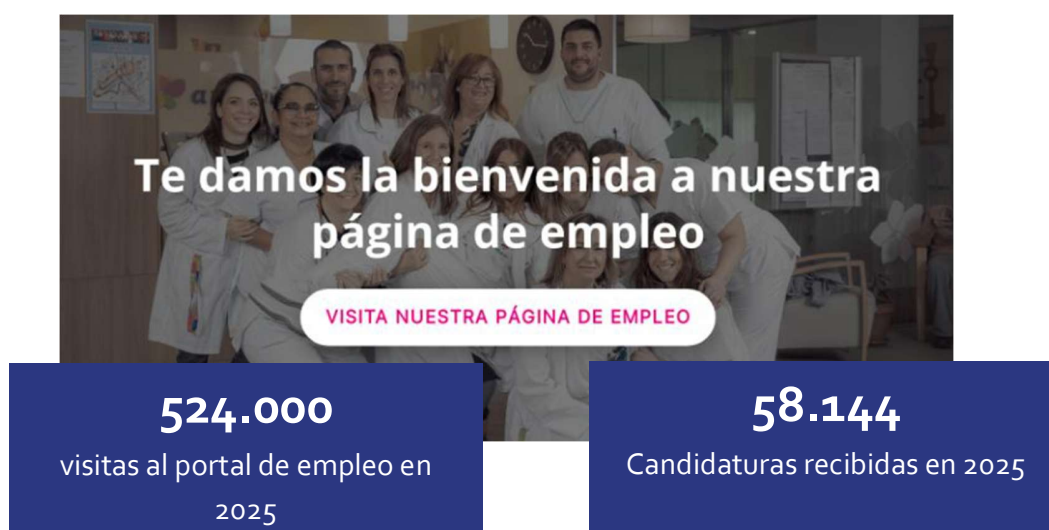 Te damos la bienvenida a nuestra
página de empleo
VISITA NUESTRA PÁGINA DE EMPLEO
524.000
visitas al portal de empleo en
2025
58.144
Candidaturas recibidas en 2025